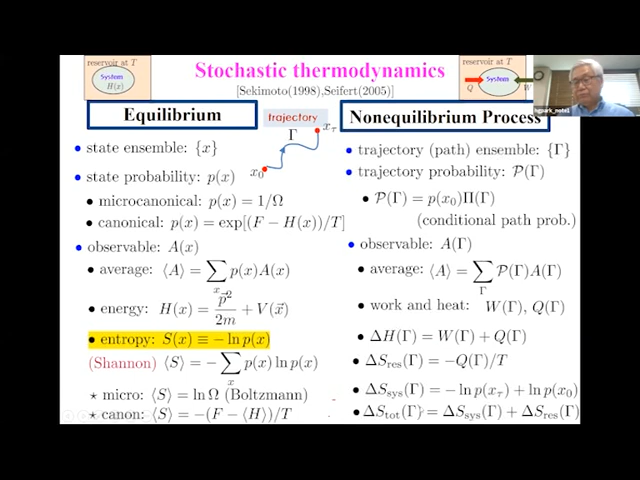 reservoir at T
System
H(x)
Stochastic thermodynamics
[Sekimoto(1998),Seifert(2005)]
reservoir at T
Q System W
Equilibrium
trajectory
Γ
x_τ
x_0
Nonequilibrium Process
• state ensemble: {x}
• state probability: p(x)
• microcanonical: p(x) = 1/Ω
• canonical: p(x) = exp[(F − H(x))/T]
• observable: A(x)
• average: ⟨A⟩ = ∑_x p(x)A(x)
• energy: H(x) = p⃗²/2m + V(x⃗)
• entropy: S(x) ≡ − ln p(x)
(Shannon) ⟨S⟩ = − ∑_x p(x) ln p(x)
⋆ micro: ⟨S⟩ = ln Ω (Boltzmann)
⋆ canon: ⟨S⟩ = −(F − ⟨H⟩)/T
• trajectory (path) ensemble: {Γ}
• trajectory probability: 𝒫(Γ)
• 𝒫(Γ) = p(x_0)Π(Γ)
(conditional path prob.)
• observable: A(Γ)
• average: ⟨A⟩ = ∑_Γ 𝒫(Γ)A(Γ)
• work and heat: W(Γ), Q(Γ)
• ΔH(Γ) = W(Γ) + Q(Γ)
• ΔS_res(Γ) = −Q(Γ)/T
• ΔS_sys(Γ) = − ln p(x_τ) + ln p(x_0)
• ΔS_tot(Γ) = ΔS_sys(Γ) + ΔS_res(Γ)